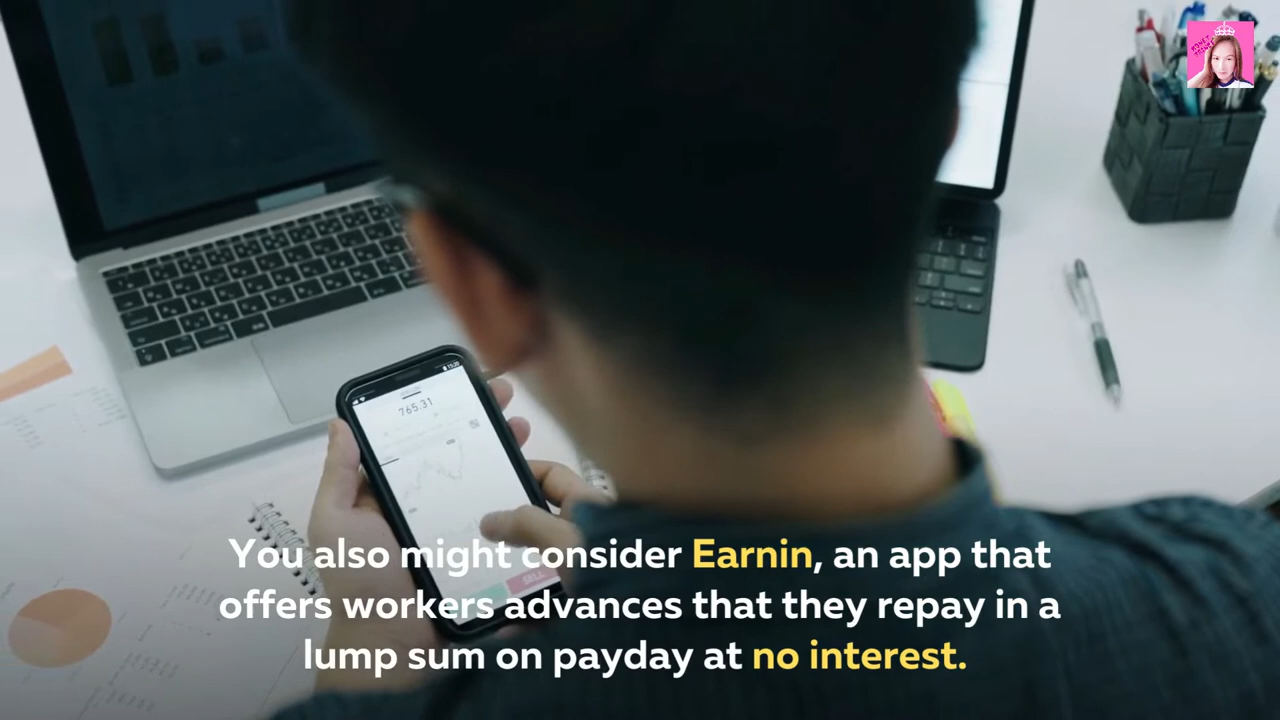 765.31
SELL
You also might consider Earnin, an app that
offers workers advances that they repay in a
lump sum on payday at no interest.